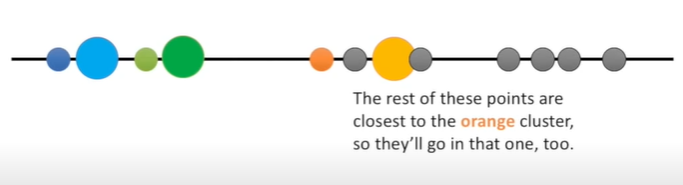 The rest of these points are
closest to the orange cluster,
so they’ll go in that one, too.